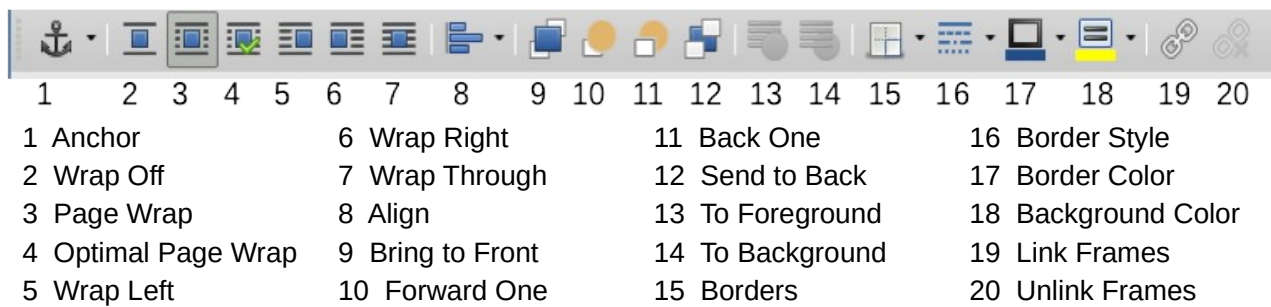 1 2 3 4 5 6 7 8 9 10 11 12 13 14 15 16 17 18 19 20
1 Anchor
2 Wrap Off
3 Page Wrap
4 Optimal Page Wrap
5 Wrap Left
6 Wrap Right
7 Wrap Through
8 Align
9 Bring to Front
10 Forward One
11 Back One
12 Send to Back
13 To Foreground
14 To Background
15 Borders
16 Border Style
17 Border Color
18 Background Color
19 Link Frames
20 Unlink Frames